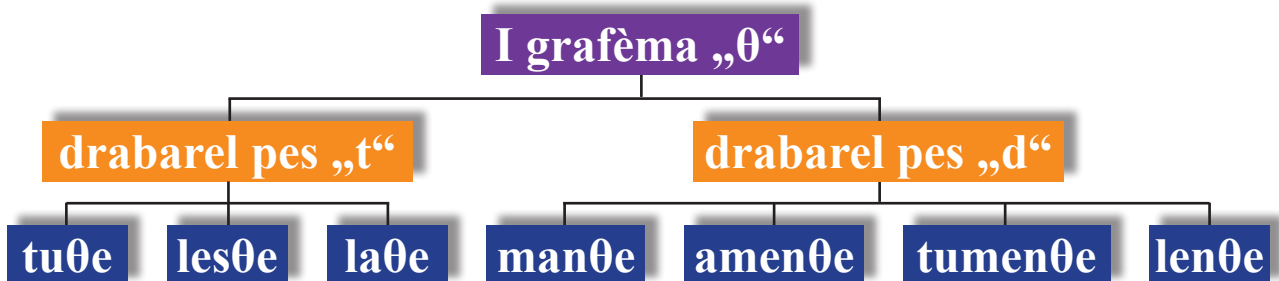 I grafèma „θ“
drabarel pes „t“
drabarel pes „d“
tuθe
lesθe
laθe
manθe
amenθe
tumenθe
lenθe